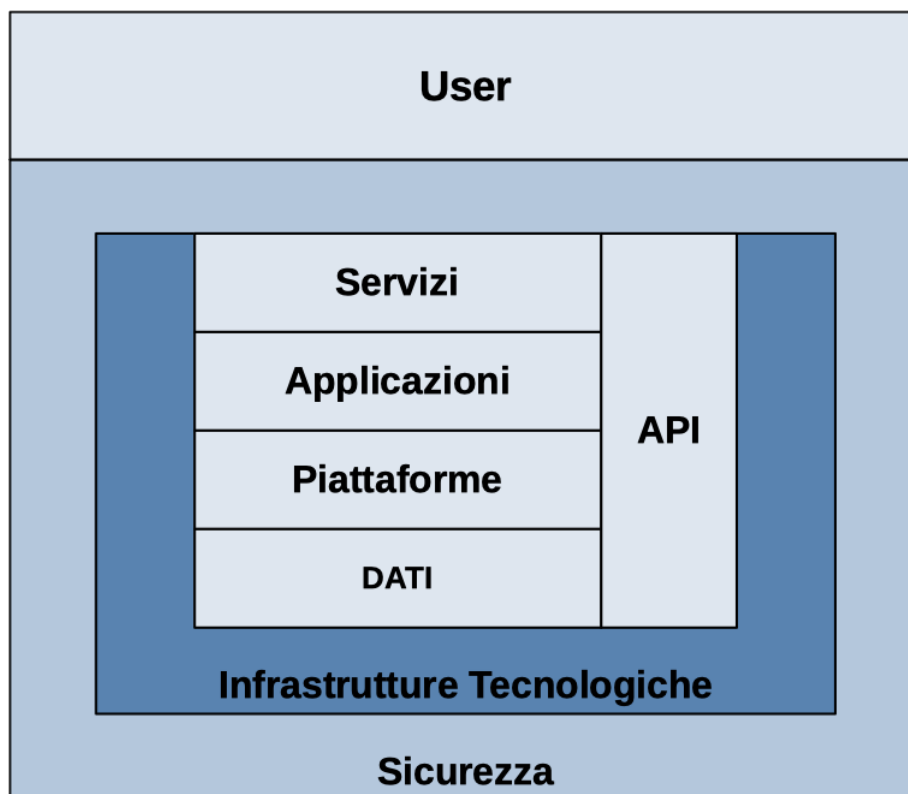 User
Servizi
Applicazioni
Piattaforme
DATI
API
Infrastrutture Tecnologiche
Sicurezza